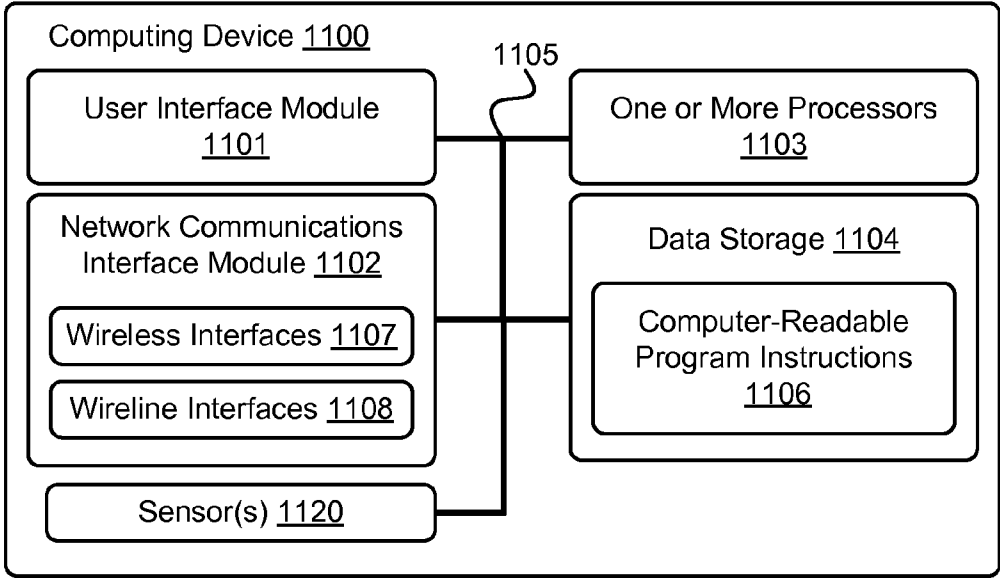 Computing Device 1100
1105
User Interface Module
1101
One or More Processors
1103
Network Communications
Interface Module 1102
Wireless Interfaces 1107
Wireline Interfaces 1108
Data Storage 1104
Computer-Readable
Program Instructions
1106
Sensor(s) 1120